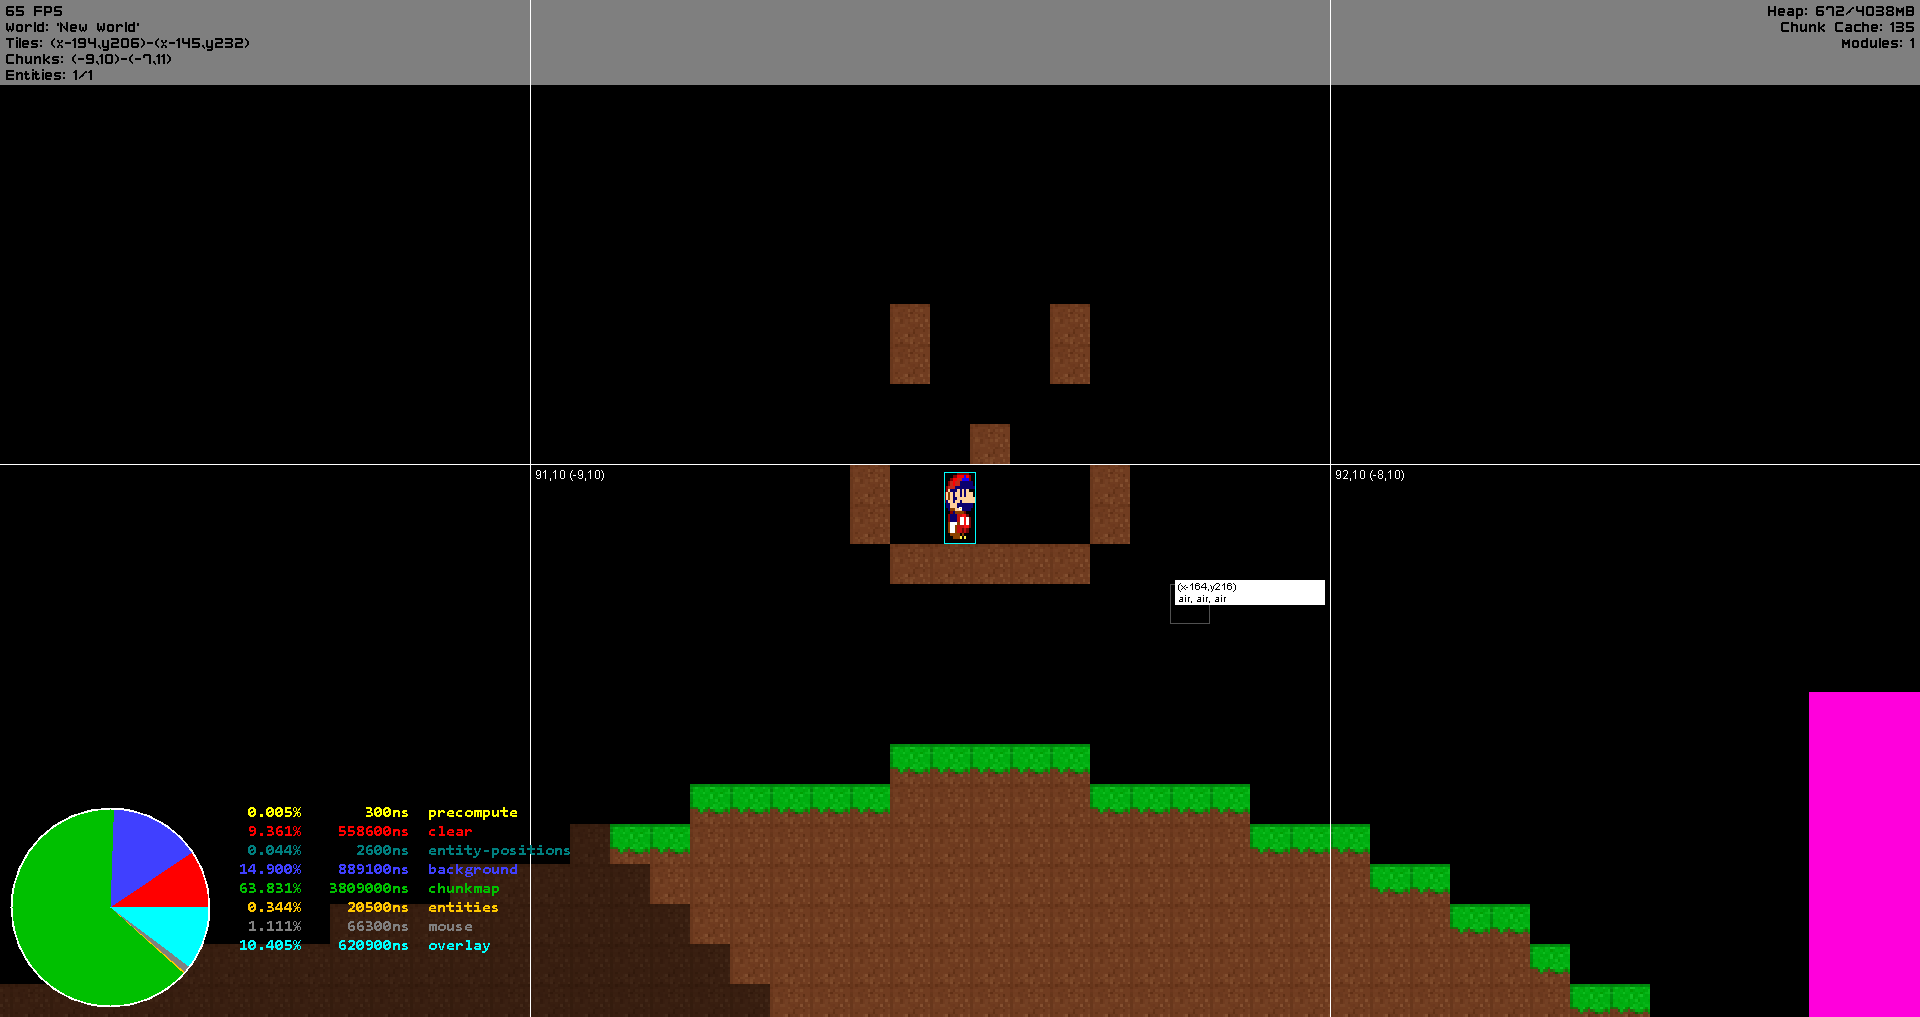 65 FPS
World: 'New World'
Tiles: (x-194,y206)-(x-145,y232)
Chunks: (-9,10)-(-7,11)
Entities: 1/1
Heap: 672/4038MB
Chunk Cache: 135
Modules: 1
91,10 (-9,10)
92,10 (-8,10)
(x-164,y216)
air, air, air
0.005% 300ns precompute
9.361% 558600ns clear
0.044% 2600ns entity-positions
14.900% 889100ns background
63.831% 3809000ns chunkmap
0.344% 20500ns entities
1.111% 66300ns mouse
10.405% 620900ns overlay